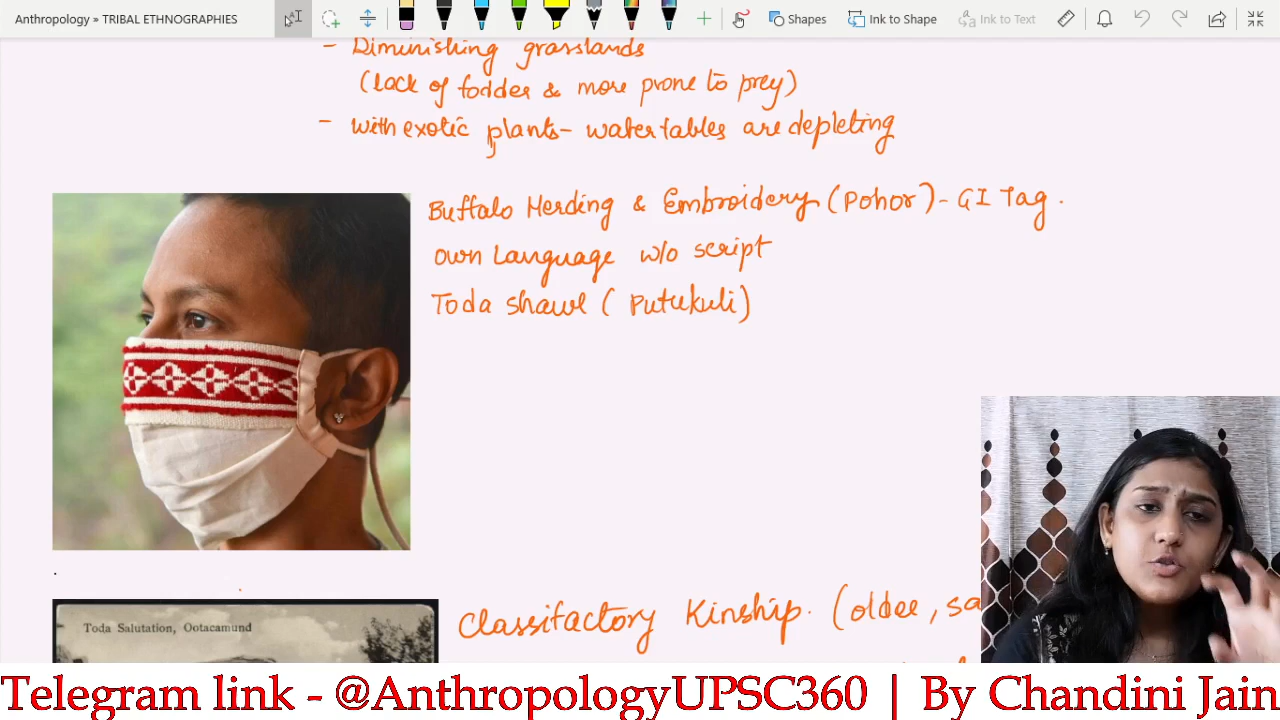 Anthropology » TRIBAL ETHNOGRAPHIES
Shapes
Ink to Shape
Ink to Text
- Diminishing grasslands
(lack of fodder & more prone to prey)
- with exotic plants- water tables are depleting
Buffalo Herding & Embroidery (Pohor) - GI Tag.
own Language w/o script
Toda shawl (Putukuli)
Toda Salutation, Ootacamund
Classifactory Kinship. (older, sa
Telegram link - @AnthropologyUPSC360 | By Chandini Jain